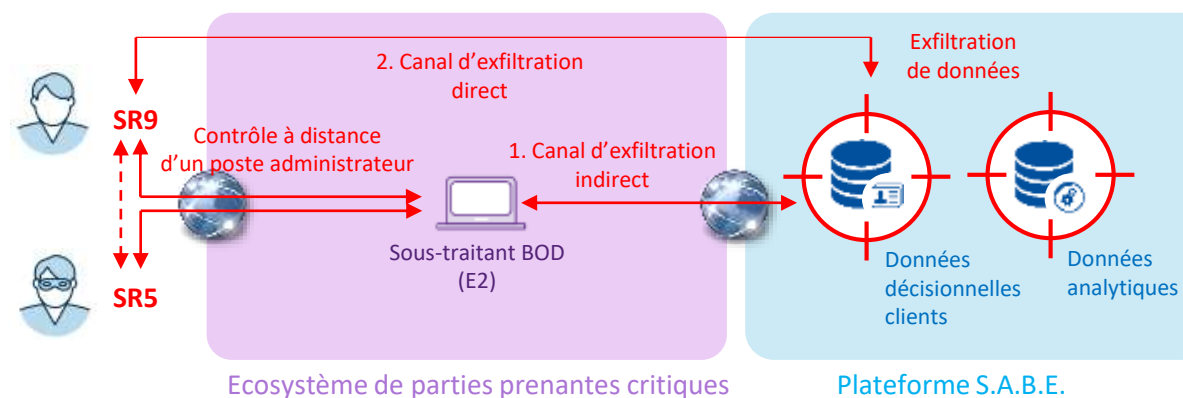 2. Canal d’exfiltration
direct
Exfiltration
de données
SR9
Contrôle à distance
d’un poste administrateur
1. Canal d’exfiltration
indirect
Sous-traitant BOD
(E2)
SR5
Données
décisionnelles
clients
Données
analytiques
Ecosystème de parties prenantes critiques
Plateforme S.A.B.E.